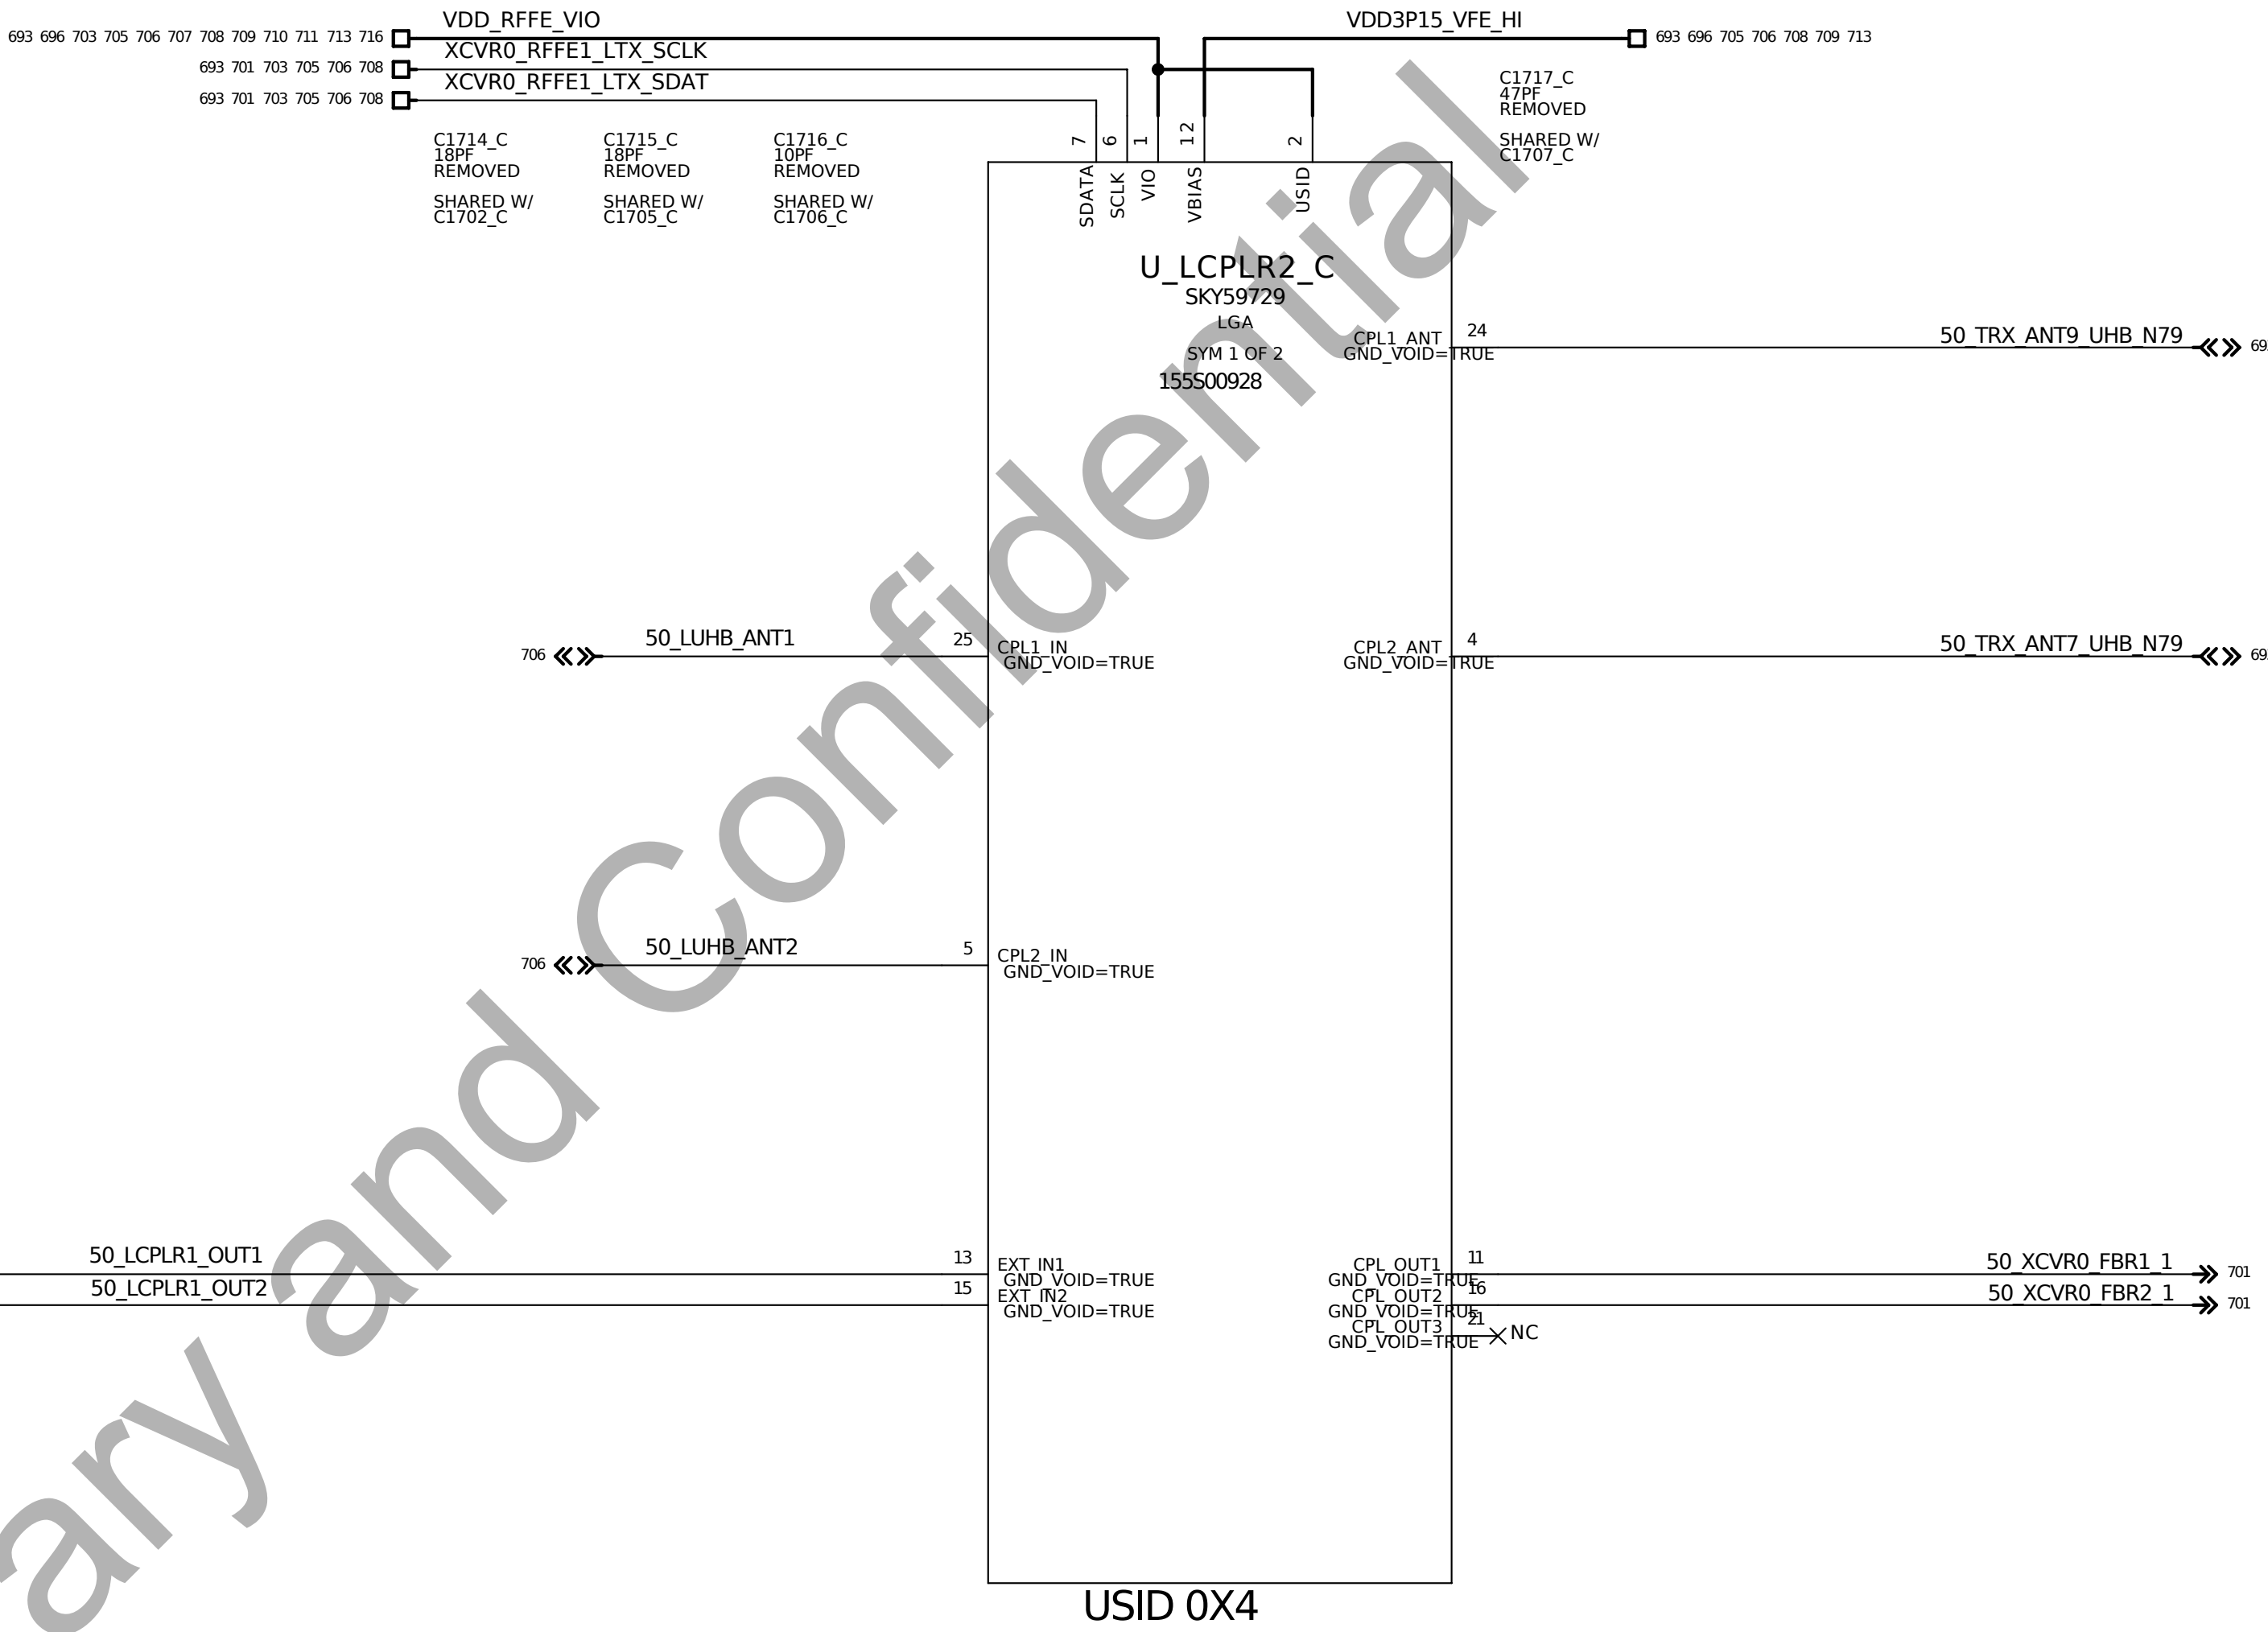 VDD_RFFE_VIO
693 696 703 705 706 707 708 709 710 711 713 716
XCVR0_RFFE1_LTX_SCLK
693 701 703 705 706 708
XCVR0_RFFE1_LTX_SDAT
693 701 703 705 706 708
VDD3P15_VFE_HI
693 696 705 706 708 709 713
C1714_C
18PF
REMOVED
SHARED W/
C1702_C
C1715_C
18PF
REMOVED
SHARED W/
C1705_C
C1716_C
10PF
REMOVED
SHARED W/
C1706_C
C1717_C
47PF
REMOVED
SHARED W/
C1707_C
7
6
1
12
2
SDATA
SCLK
VIO
VBIAS
USID
U_LCPLR2_C
SKY59729
LGA
SYM 1 OF 2
155S00928
CPL1_ANT
GND_VOID=TRUE
24
50_TRX_ANT9_UHB_N79
706
50_LUHB_ANT1
25
CPL1_IN
GND_VOID=TRUE
CPL2_ANT
GND_VOID=TRUE
4
50_TRX_ANT7_UHB_N79
706
50_LUHB_ANT2
5
CPL2_IN
GND_VOID=TRUE
50_LCPLR1_OUT1
13
EXT_IN1
GND_VOID=TRUE
50_LCPLR1_OUT2
15
EXT_IN2
GND_VOID=TRUE
CPL_OUT1
GND_VOID=TRUE
11
50_XCVR0_FBR1_1
701
CPL_OUT2
GND_VOID=TRUE
16
50_XCVR0_FBR2_1
701
CPL_OUT3
GND_VOID=TRUE
21
NC
USID 0X4
ary and Confidential